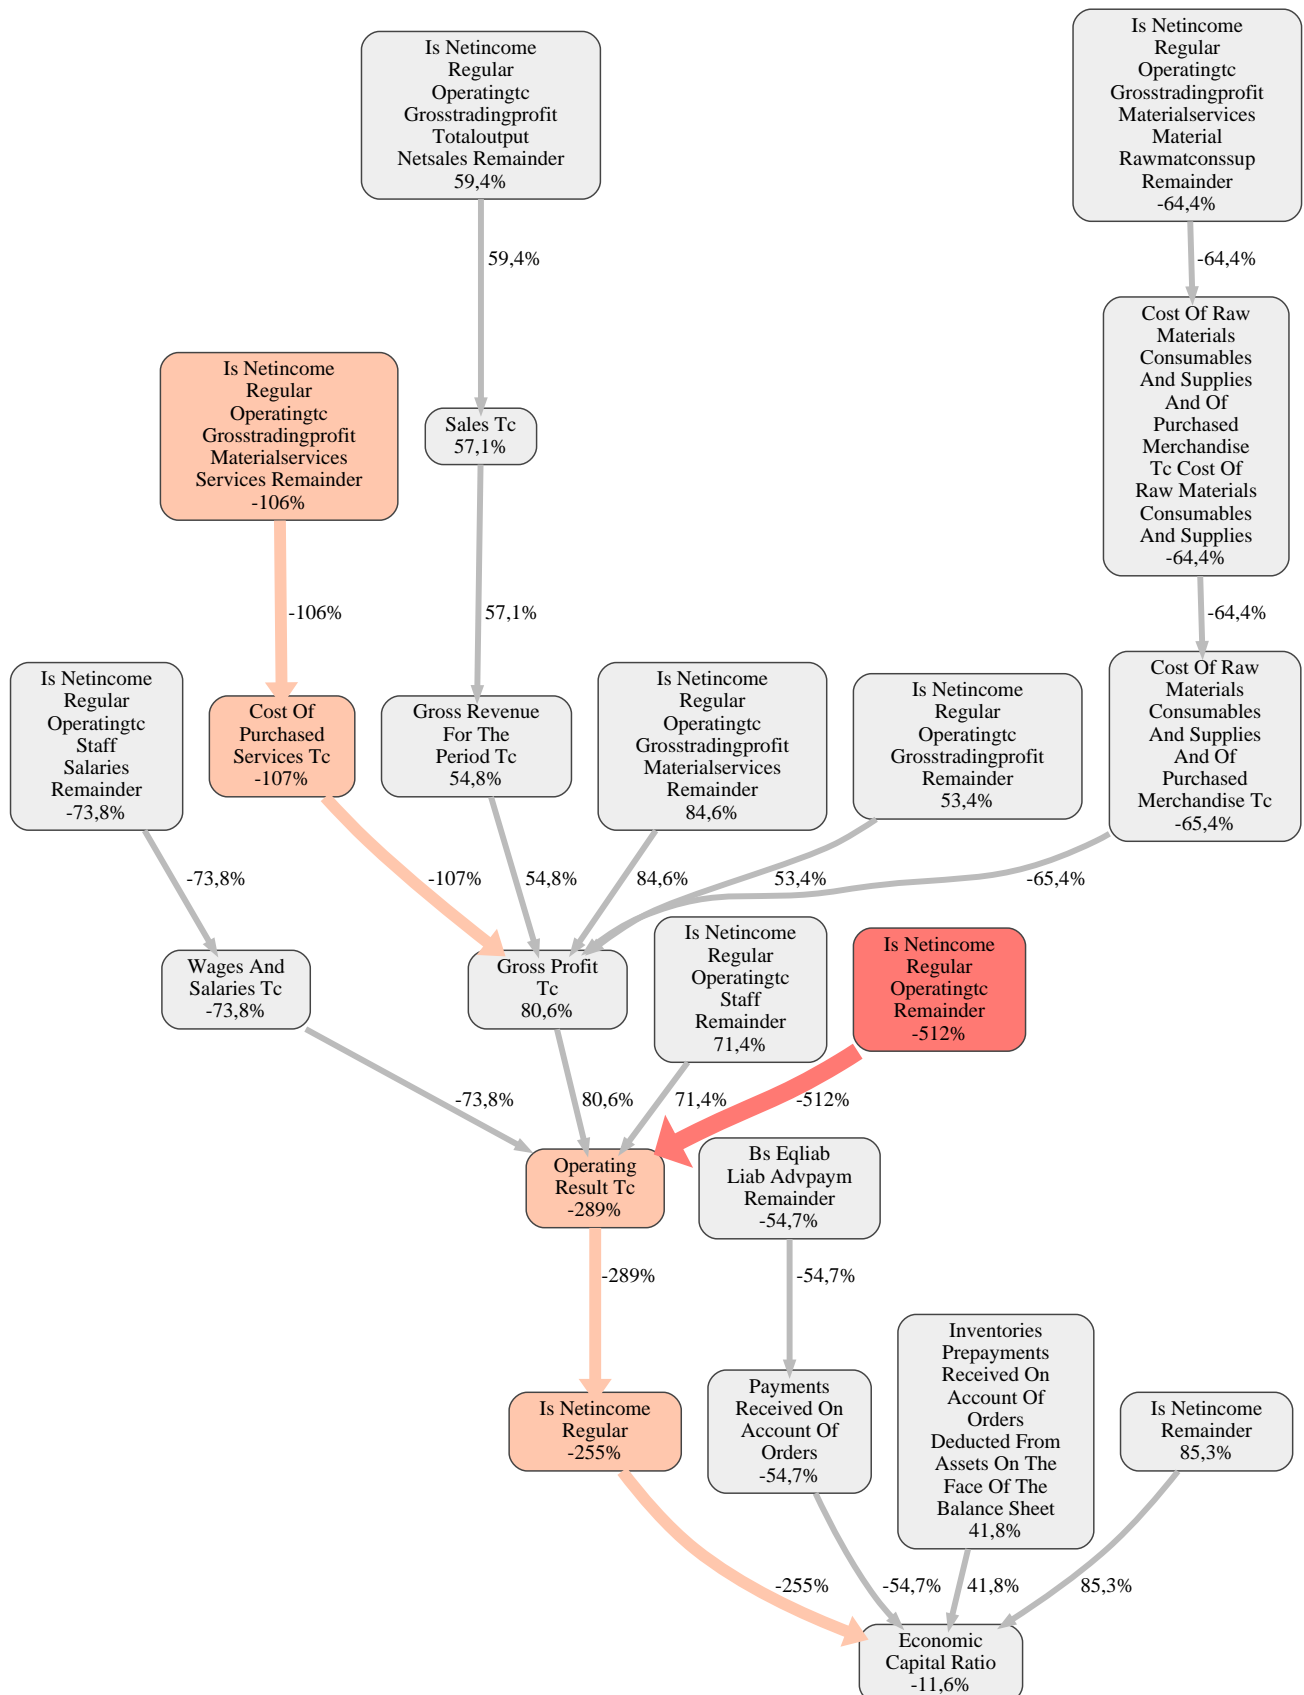 Is Netincome
Regular
Operatingtc
Grosstradingprofit
Totaloutput
Netsales Remainder
59,4%
Is Netincome
Regular
Operatingtc
Grosstradingprofit
Materialservices
Material
Rawmatconssup
Remainder
-64,4%
59,4%
-64,4%
Is Netincome
Regular
Operatingtc
Grosstradingprofit
Materialservices
Services Remainder
-106%
Sales Tc
57,1%
Cost Of Raw
Materials
Consumables
And Supplies
And Of
Purchased
Merchandise
Tc Cost Of
Raw Materials
Consumables
And Supplies
-64,4%
-106%
57,1%
-64,4%
Is Netincome
Regular
Operatingtc
Staff
Salaries
Remainder
-73,8%
Cost Of
Purchased
Services Tc
-107%
Gross Revenue
For The
Period Tc
54,8%
Is Netincome
Regular
Operatingtc
Grosstradingprofit
Materialservices
Remainder
84,6%
Is Netincome
Regular
Operatingtc
Grosstradingprofit
Remainder
53,4%
Cost Of Raw
Materials
Consumables
And Supplies
And Of
Purchased
Merchandise Tc
-65,4%
-73,8%
-107%
54,8%
84,6%
53,4%
-65,4%
Wages And
Salaries Tc
-73,8%
Gross Profit
Tc
80,6%
Is Netincome
Regular
Operatingtc
Staff
Remainder
71,4%
Is Netincome
Regular
Operatingtc
Remainder
-512%
-73,8%
80,6%
71,4%
-512%
Operating
Result Tc
-289%
Bs Eqliab
Liab Advpaym
Remainder
-54,7%
-289%
-54,7%
Is Netincome
Regular
-255%
Payments
Received On
Account Of
Orders
-54,7%
Inventories
Prepayments
Received On
Account Of
Orders
Deducted From
Assets On The
Face Of The
Balance Sheet
41,8%
Is Netincome
Remainder
85,3%
-255%
-54,7%
41,8%
85,3%
Economic
Capital Ratio
-11,6%